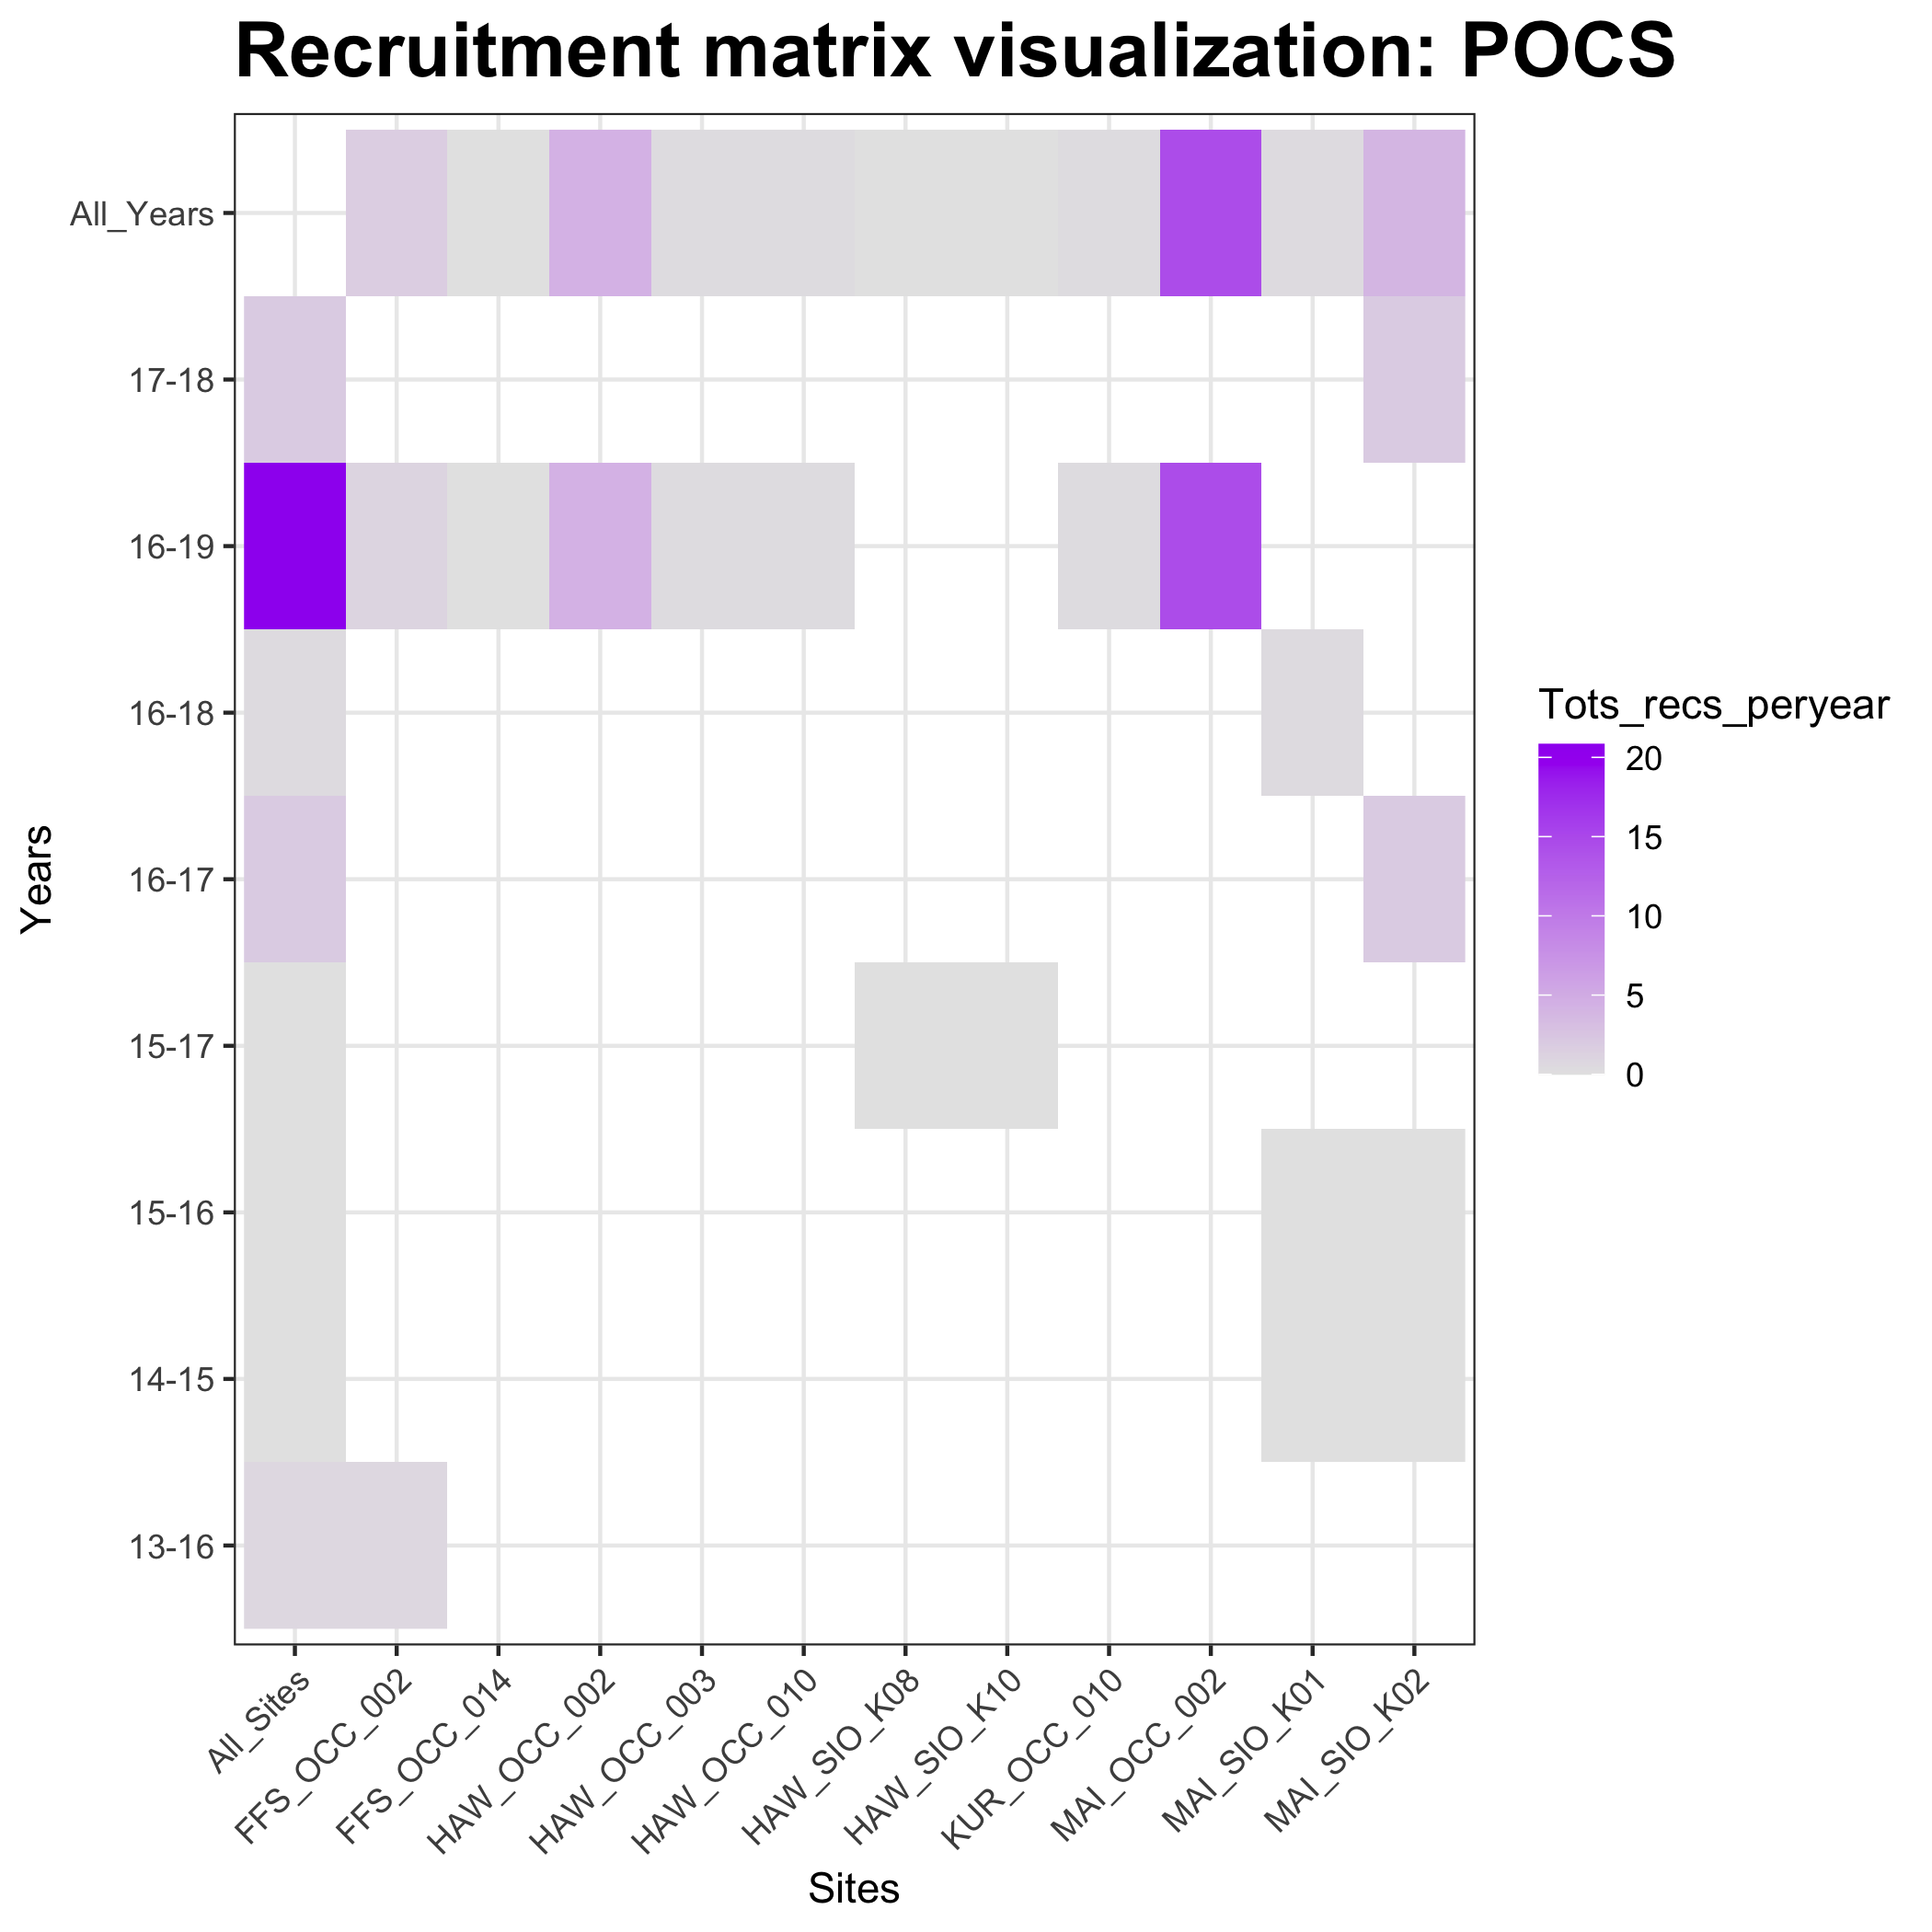 Recruitment matrix visualization: POCS
Years
All_Years
17-18
16-19
16-18
16-17
15-17
15-16
14-15
13-16
All_Sites
FFS_OCC_002
FFS_OCC_014
HAW_OCC_002
HAW_OCC_003
HAW_OCC_010
HAW_SIO_K08
HAW_SIO_K10
KUR_OCC_010
MAI_OCC_002
MAI_SIO_K01
MAI_SIO_K02
Sites
Tots_recs_peryear
20
15
10
5
0